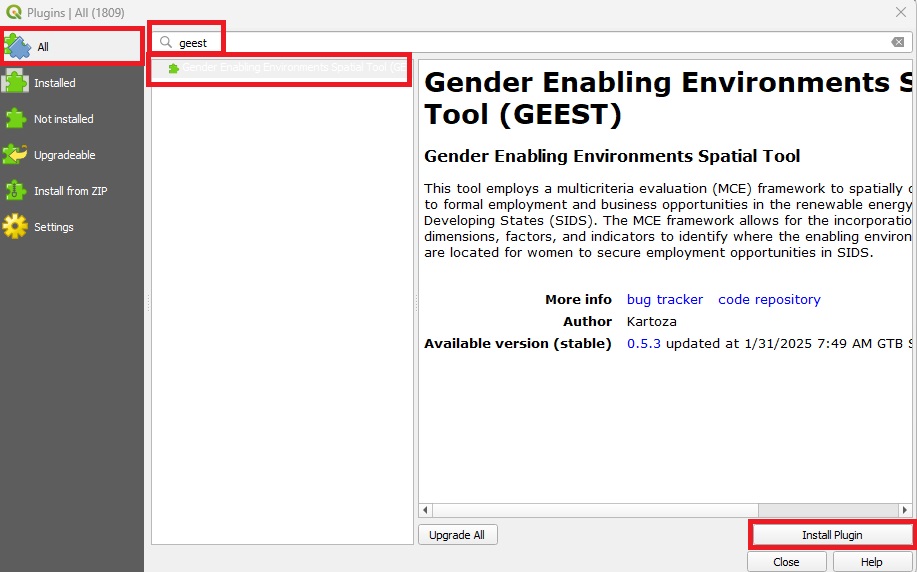 Plugins | All (1809)
All
Installed
Not installed
Upgradeable
Install from ZIP
Settings
geest
Gender Enabling Environments Spatial Tool (GE
Gender Enabling Environments S
Tool (GEEST)
Gender Enabling Environments Spatial Tool
This tool employs a multicriteria evaluation (MCE) framework to spatially
to formal employment and business opportunities in the renewable energy
Developing States (SIDS). The MCE framework allows for the incorporatio
dimensions, factors, and indicators to identify where the enabling environ
are located for women to secure employment opportunities in SIDS.
More info bug tracker code repository
Author Kartoza
Available version (stable) 0.5.3 updated at 1/31/2025 7:49 AM GTB S
Upgrade All
Install Plugin
Close
Help